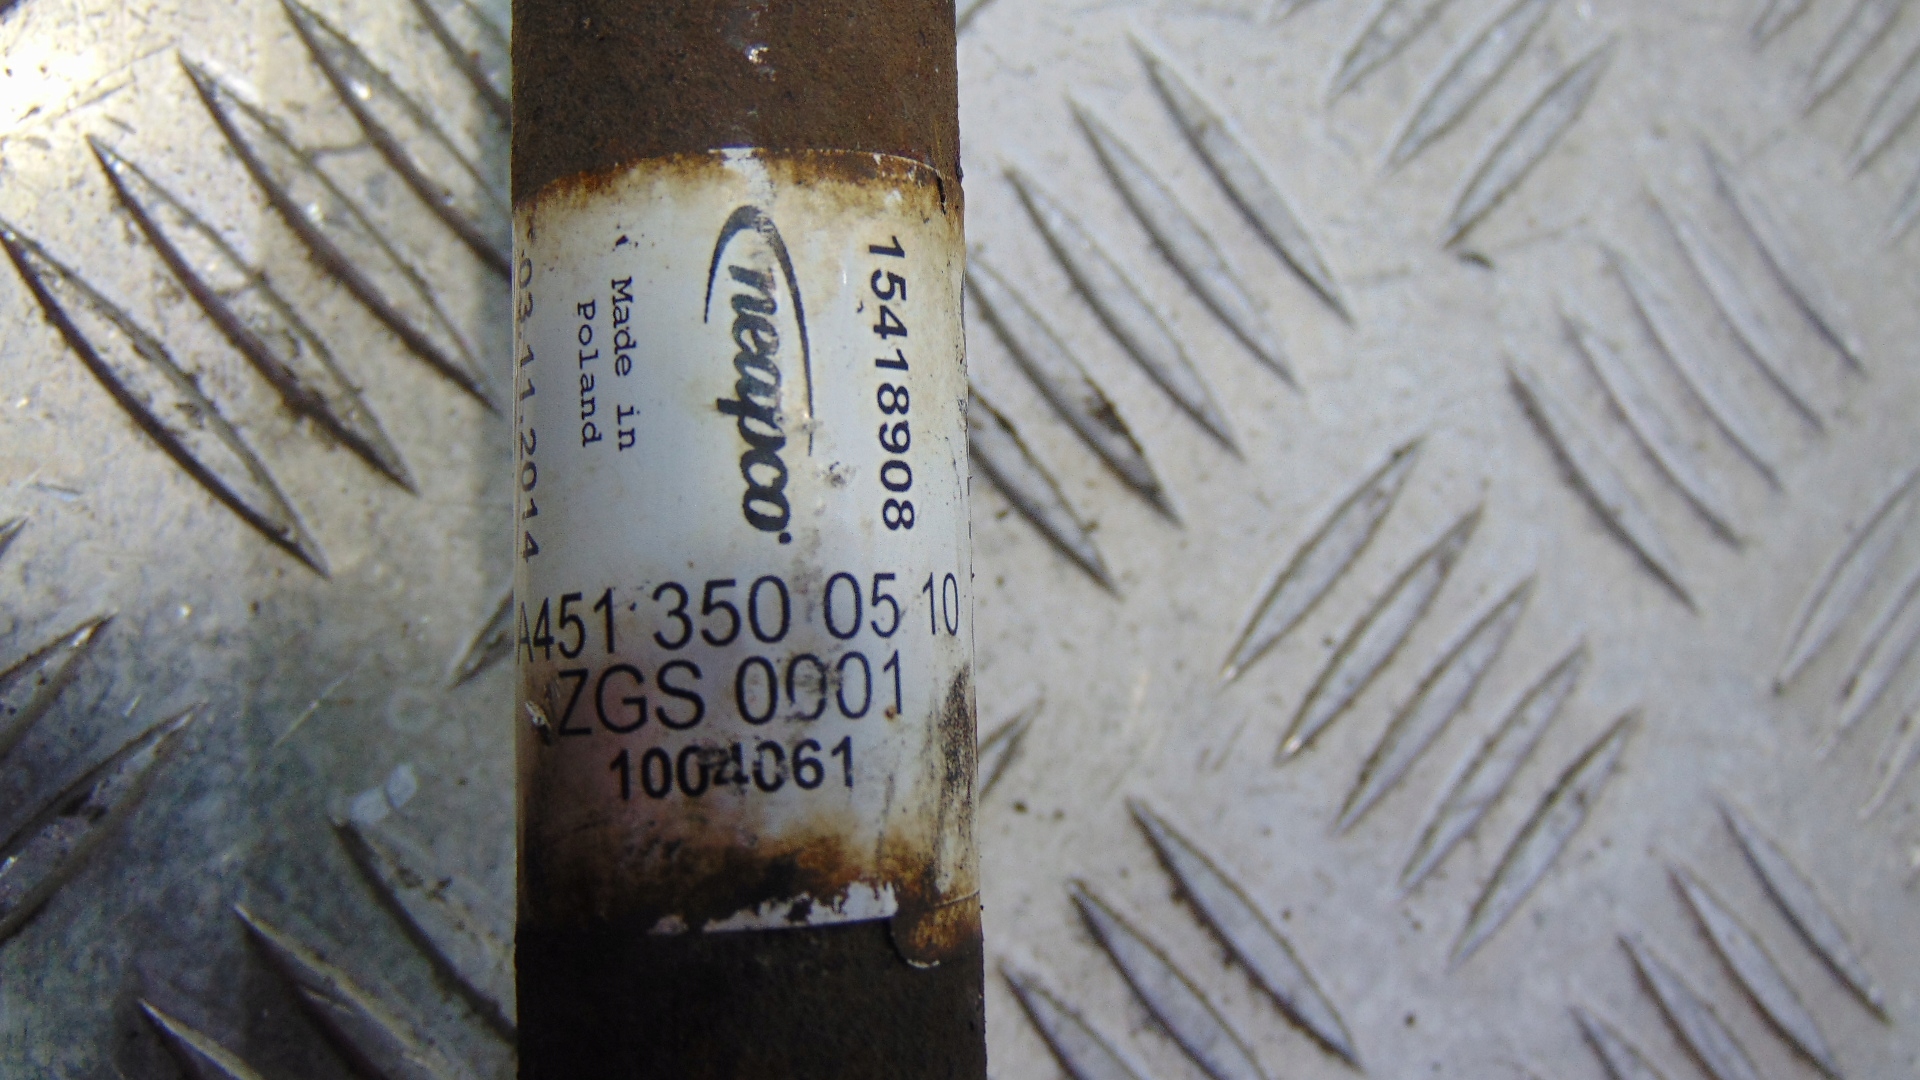 15418908
neapco
Made in
Poland
03.11.2014
A451 350 05 10
ZGS 0001
1004061